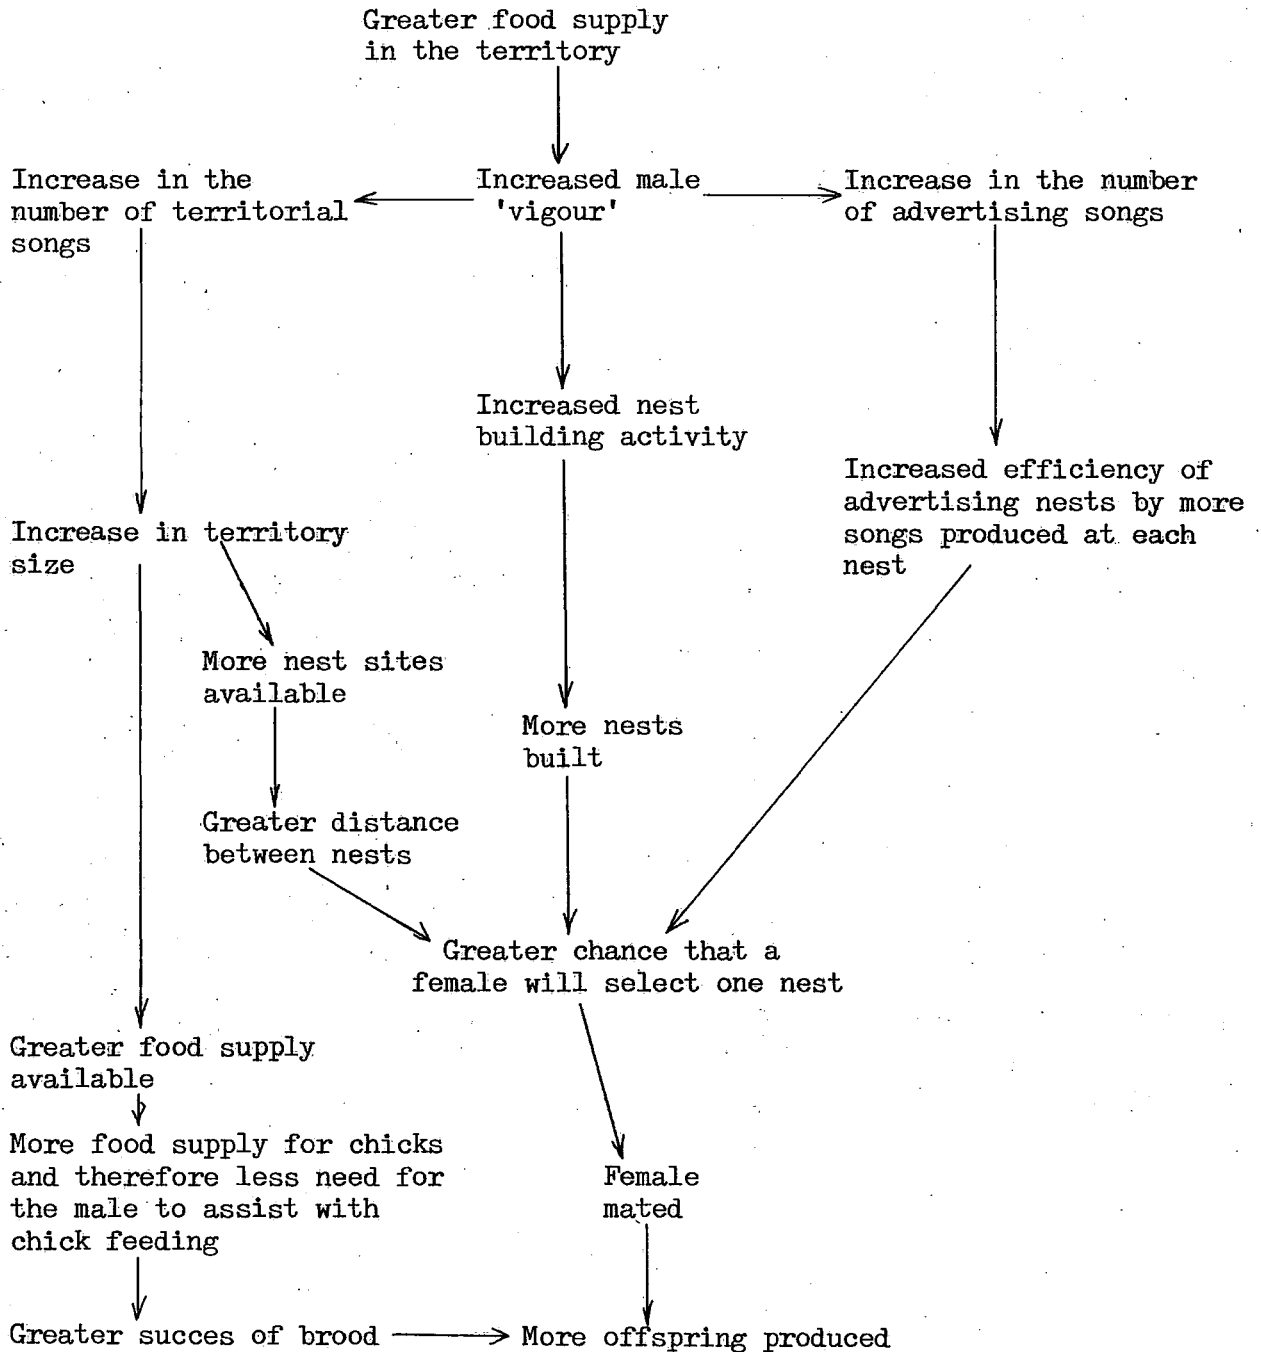 Greater food supply
in the territory
Increase in the
number of territorial
songs
Increased male
'vigour'
Increase in the number
of advertising songs
Increased nest
building activity
Increased efficiency of
advertising nests by more
songs produced at each
nest
Increase in territory
size
More nest sites
available
More nests
built
Greater distance
between nests
Greater chance that a
female will select one nest
Greater food supply
available
More food supply for chicks
and therefore less need for
the male to assist with
chick feeding
Female
mated
Greater succes of brood
More offspring produced